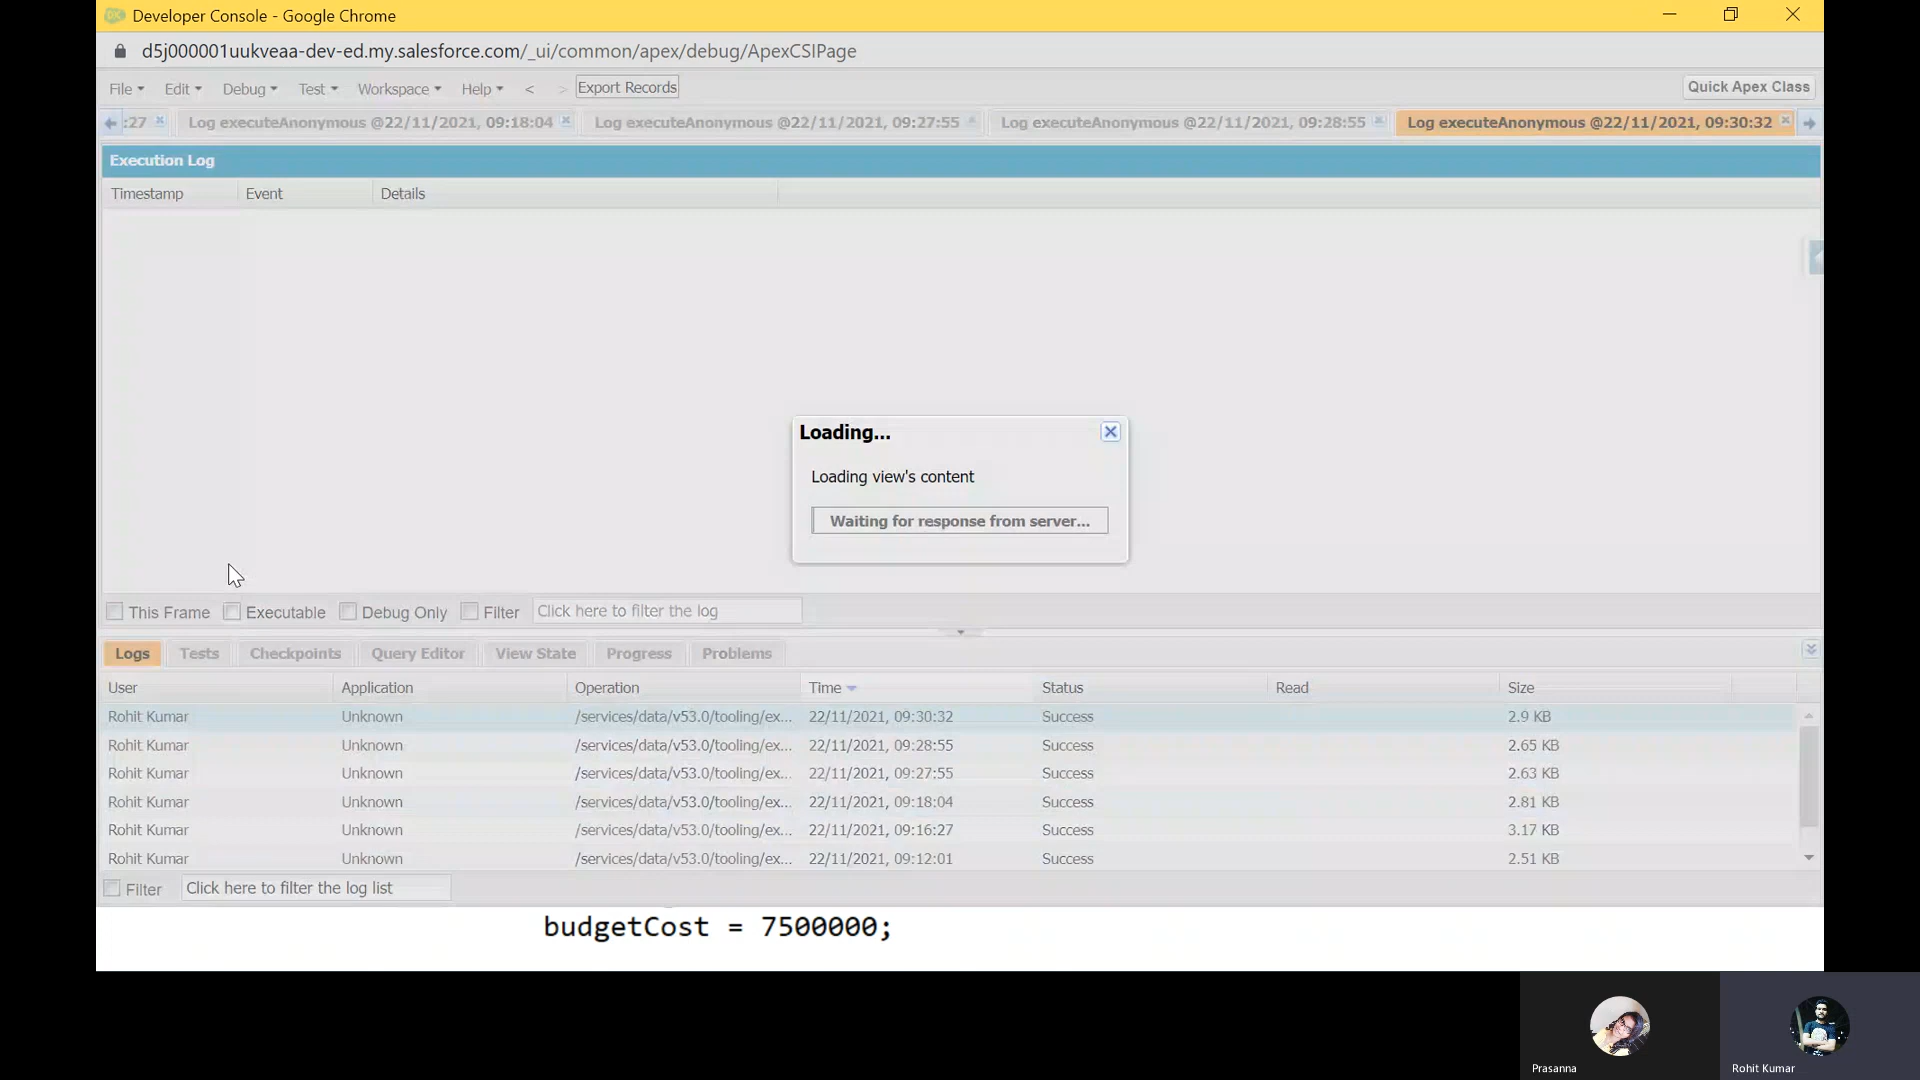 Developer Console - Google Chrome
d5j000001uukveaa-dev-ed.my.salesforce.com/_ui/common/apex/debug/ApexCSIPage
File Edit Debug Test Workspace Help < > Export Records Quick Apex Class
:27 Log executeAnonymous @22/11/2021, 09:18:04 Log executeAnonymous @22/11/2021, 09:27:55 Log executeAnonymous @22/11/2021, 09:28:55 Log executeAnonymous @22/11/2021, 09:30:32
Execution Log
Timestamp Event Details
Loading...
Loading view's content
Waiting for response from server...
This Frame Executable Debug Only Filter Click here to filter the log
Logs Tests Checkpoints Query Editor View State Progress Problems
User Application Operation Time Status Read Size
Rohit Kumar Unknown /services/data/v53.0/tooling/ex... 22/11/2021, 09:30:32 Success 2.9 KB
Rohit Kumar Unknown /services/data/v53.0/tooling/ex... 22/11/2021, 09:28:55 Success 2.65 KB
Rohit Kumar Unknown /services/data/v53.0/tooling/ex... 22/11/2021, 09:27:55 Success 2.63 KB
Rohit Kumar Unknown /services/data/v53.0/tooling/ex... 22/11/2021, 09:18:04 Success 2.81 KB
Rohit Kumar Unknown /services/data/v53.0/tooling/ex... 22/11/2021, 09:16:27 Success 3.17 KB
Rohit Kumar Unknown /services/data/v53.0/tooling/ex... 22/11/2021, 09:12:01 Success 2.51 KB
Filter Click here to filter the log list
budgetCost = 7500000;
Prasanna Rohit Kumar